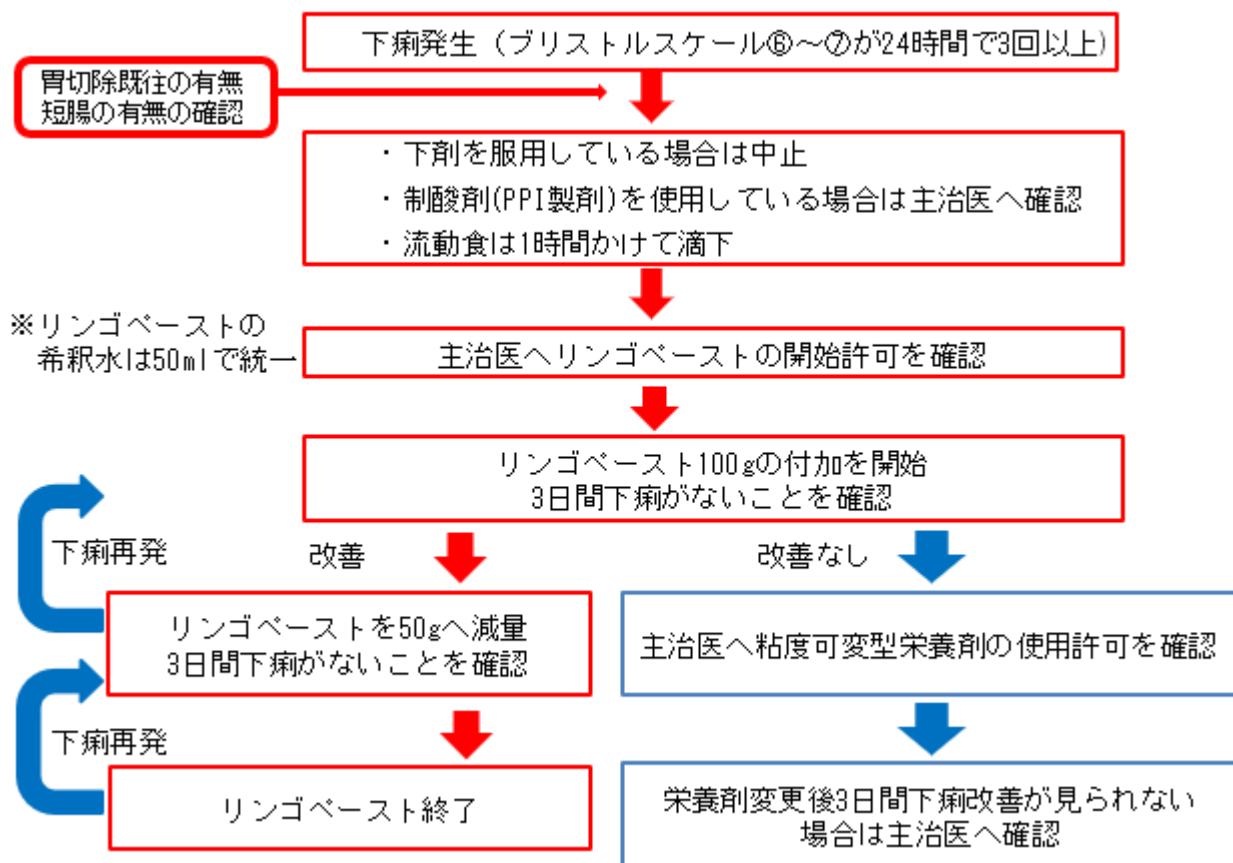 下痢発生（ブリストルスケール⑥～⑦が24時間で3回以上）
胃切除既往の有無
短腸の有無の確認
・下剤を服用している場合は中止
・制酸剤(PPI製剤)を使用している場合は主治医へ確認
・流動食は1時間かけて滴下
※リンゴペーストの
希釈水は50mlで統一
主治医へリンゴペーストの開始許可を確認
リンゴペースト100gの付加を開始
3日間下痢がないことを確認
下痢再発
改善
改善なし
リンゴペーストを50gへ減量
3日間下痢がないことを確認
主治医へ粘度可変型栄養剤の使用許可を確認
下痢再発
リンゴペースト終了
栄養剤変更後3日間下痢改善が見られない
場合は主治医へ確認